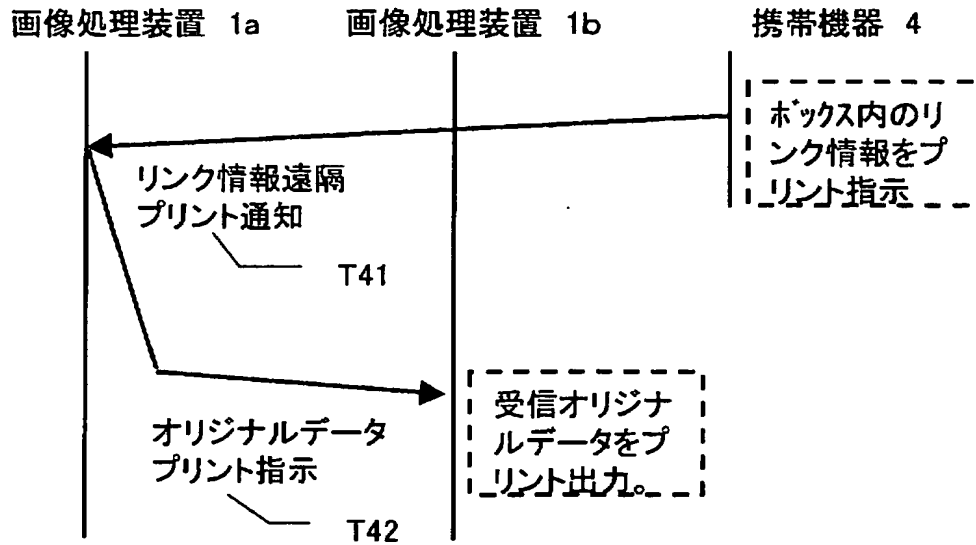 画像処理装置 1a
画像処理装置 1b
携帯機器 4
ボックス内のリ
ンク情報をプ
リント指示
リンク情報遠隔
プリント通知
T41
受信オリジナ
ルデータをプ
リント出力。
オリジナルデータ
プリント指示
T42